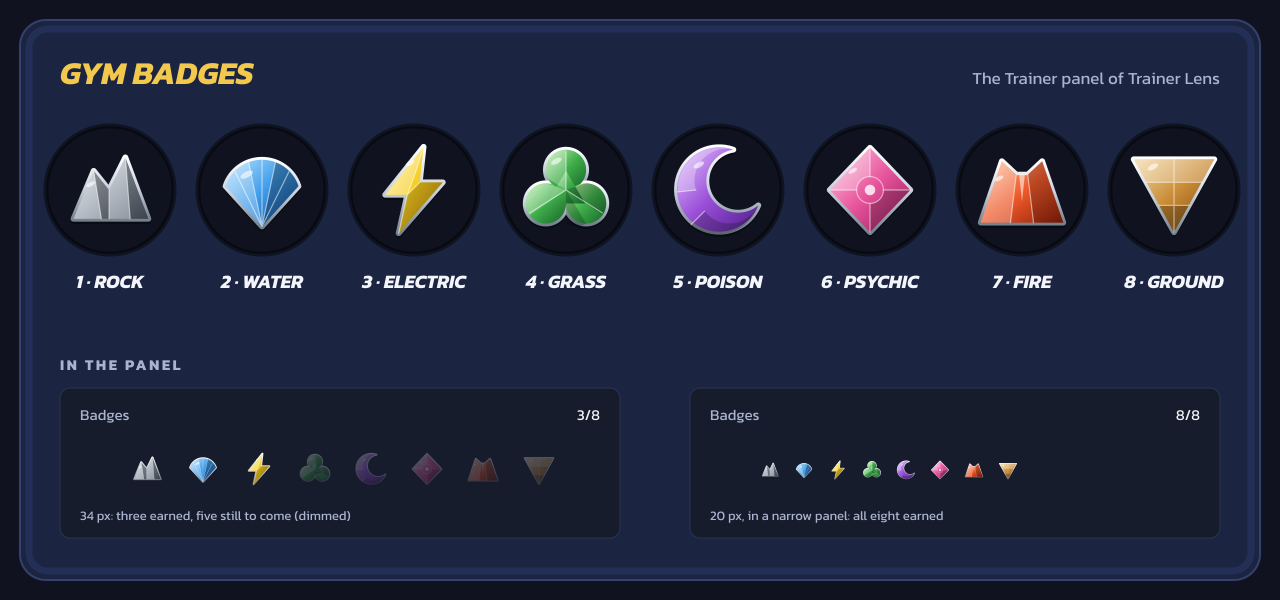 GYM BADGES
The Trainer panel of Trainer Lens
1 · ROCK
2 · WATER
3 · ELECTRIC
4 · GRASS
5 · POISON
6 · PSYCHIC
7 · FIRE
8 · GROUND
IN THE PANEL
Badges
3/8
34 px: three earned, five still to come (dimmed)
Badges
8/8
20 px, in a narrow panel: all eight earned